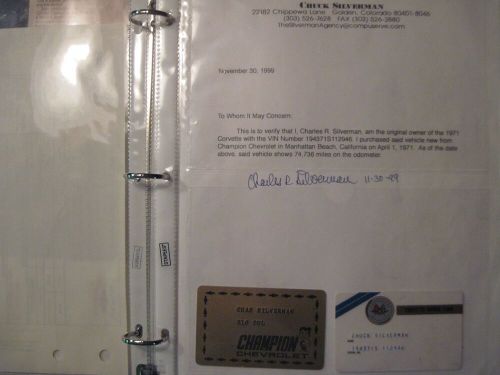 CHUCK SILVERMAN
22182 Chippewa Lane Golden, Colorado 80401-8046
(303) 526-7628 FAX (303) 526-3880
TheSilvermanAgency@compuserve.com
November 30, 1999
To Whom It May Concern:
This is to verify that I, Charles R. Silverman, am the original owner of the 1971
Corvette with the VIN Number 194371S112946. I purchased said vehicle new from
Champion Chevrolet in Manhattan Beach, California on April 1, 1971. As of the date
above, said vehicle shows 74,736 miles on the odometer.
Charles R Silverman 11-30-99
CHAS SILVERMAN
CHAMPION
CHEVROLET
CHUCK SILVERMAN
194371S 112946